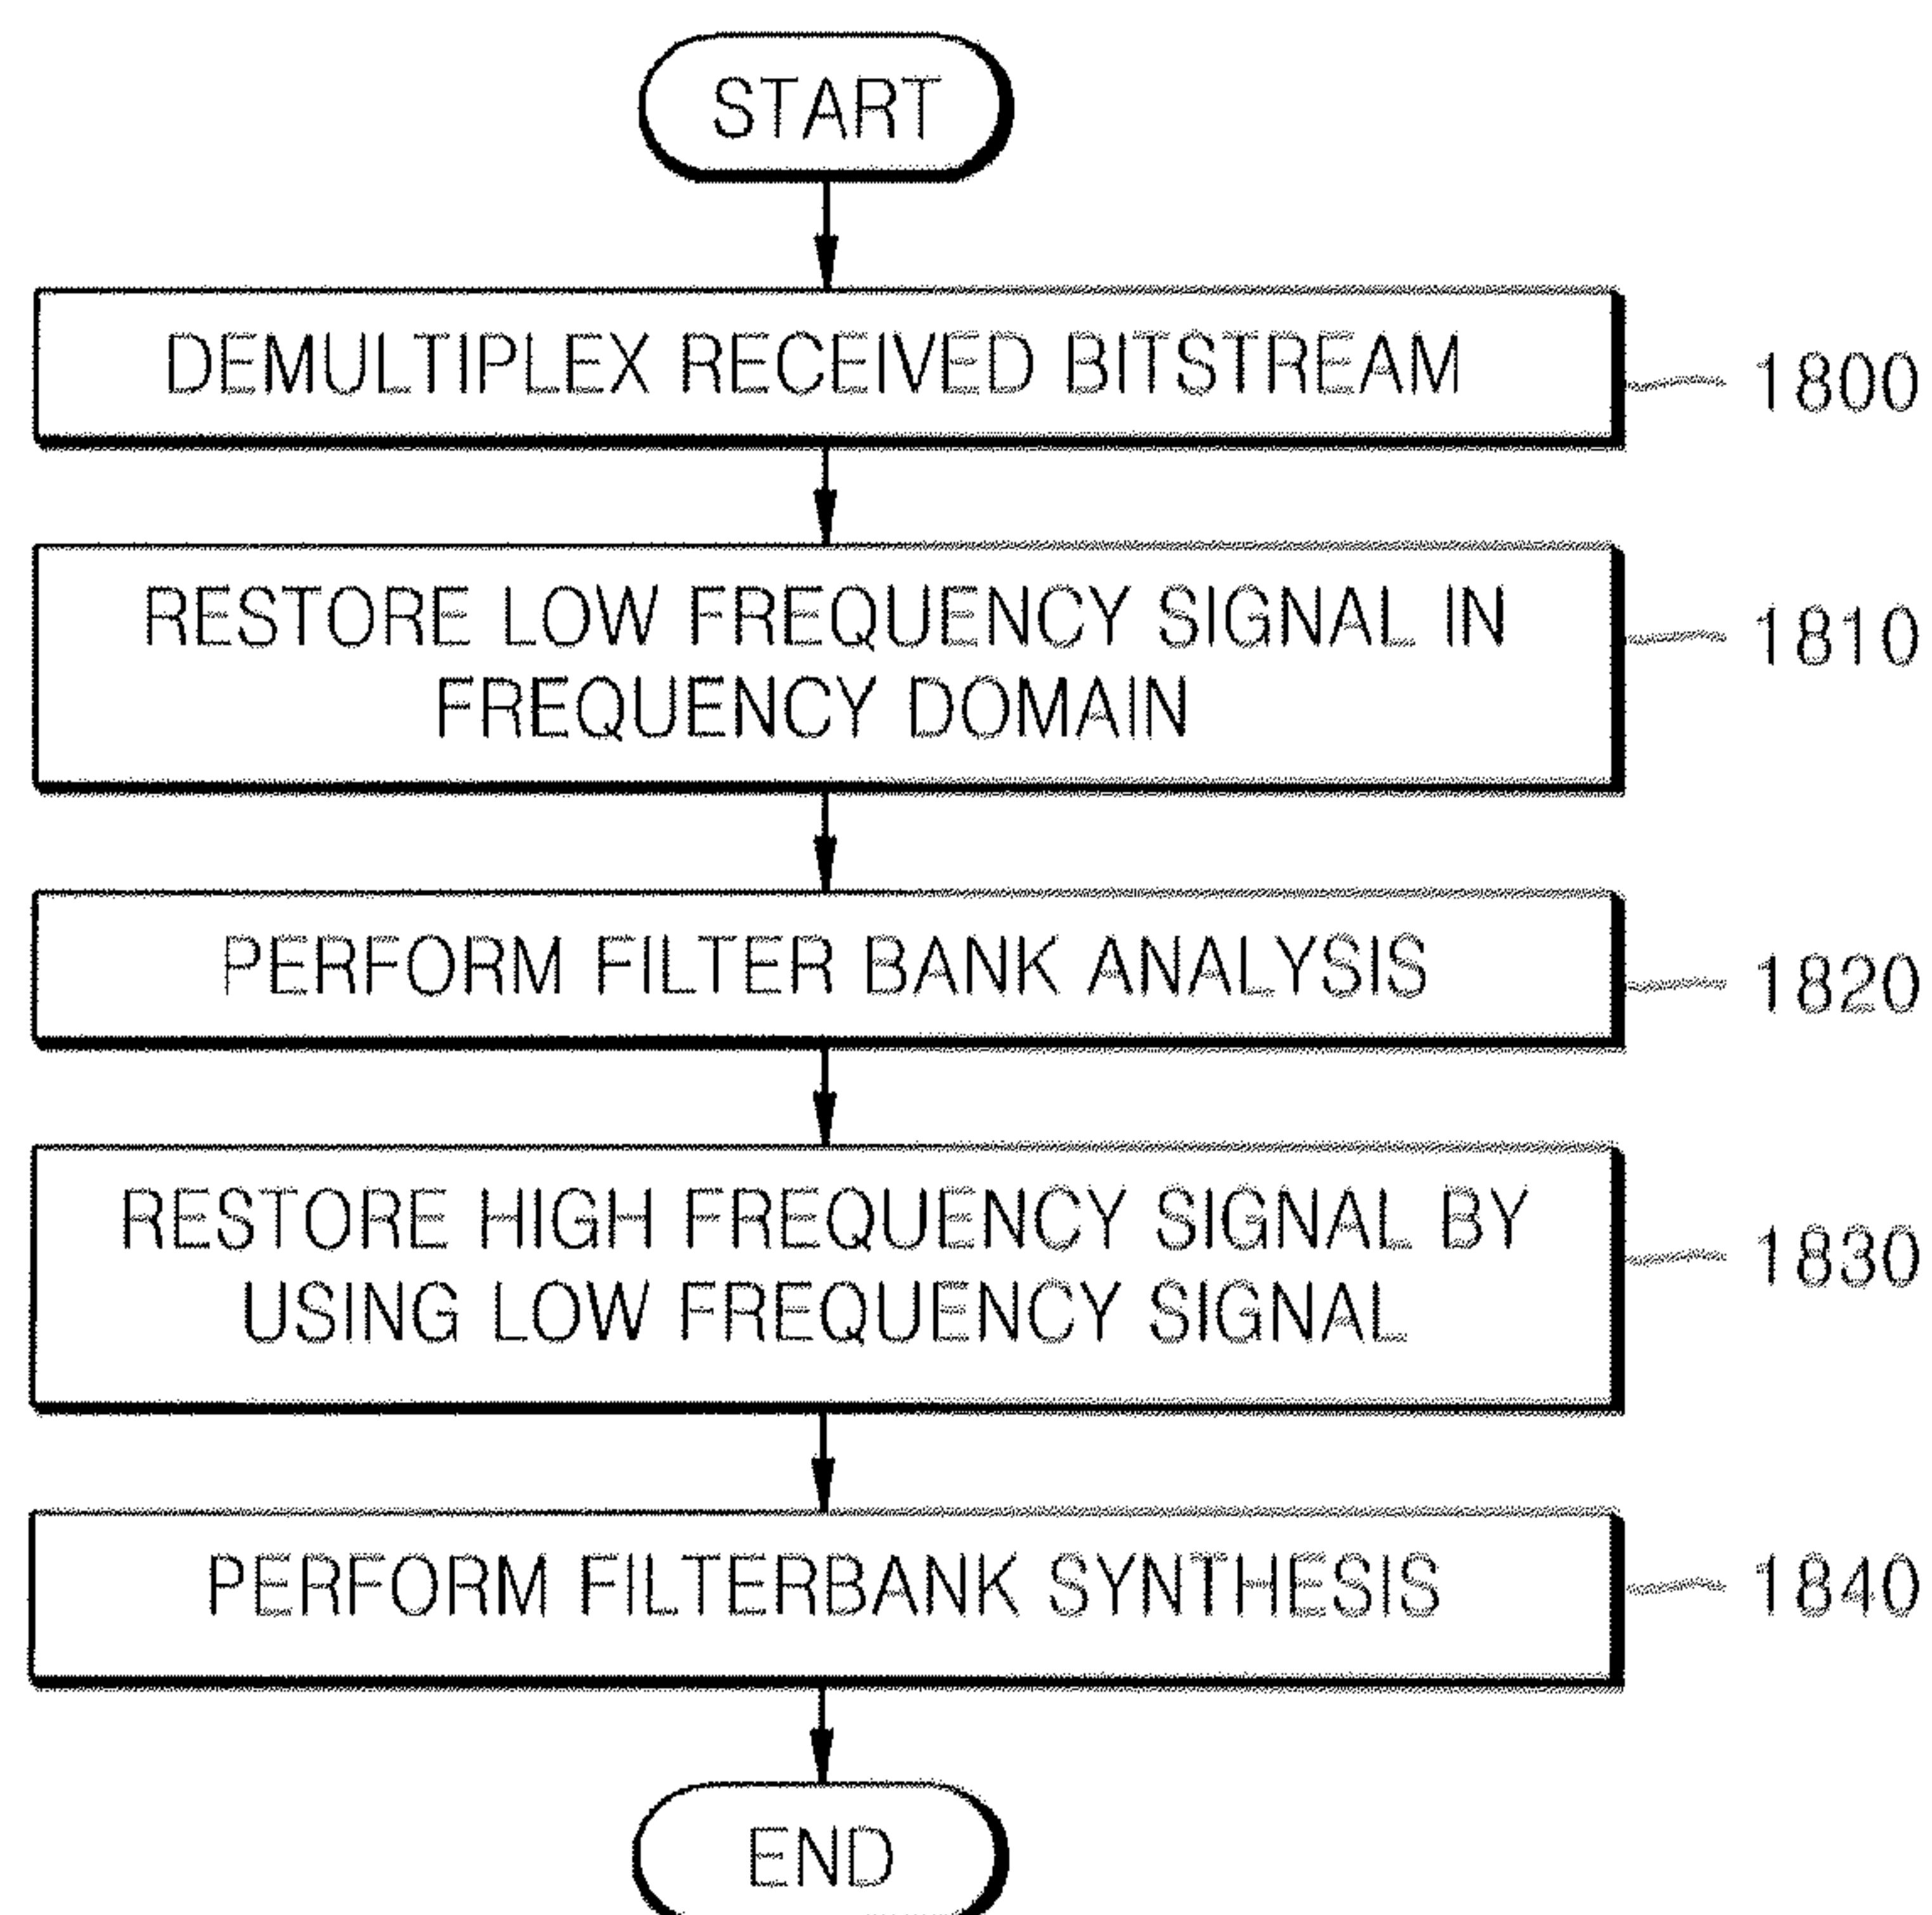 START
DEMULTIPLEX RECEIVED BITSTREAM
1800
RESTORE LOW FREQUENCY SIGNAL IN
FREQUENCY DOMAIN
1810
PERFORM FILTER BANK ANALYSIS
1820
RESTORE HIGH FREQUENCY SIGNAL BY
USING LOW FREQUENCY SIGNAL
1830
PERFORM FILTERBANK SYNTHESIS
1840
END